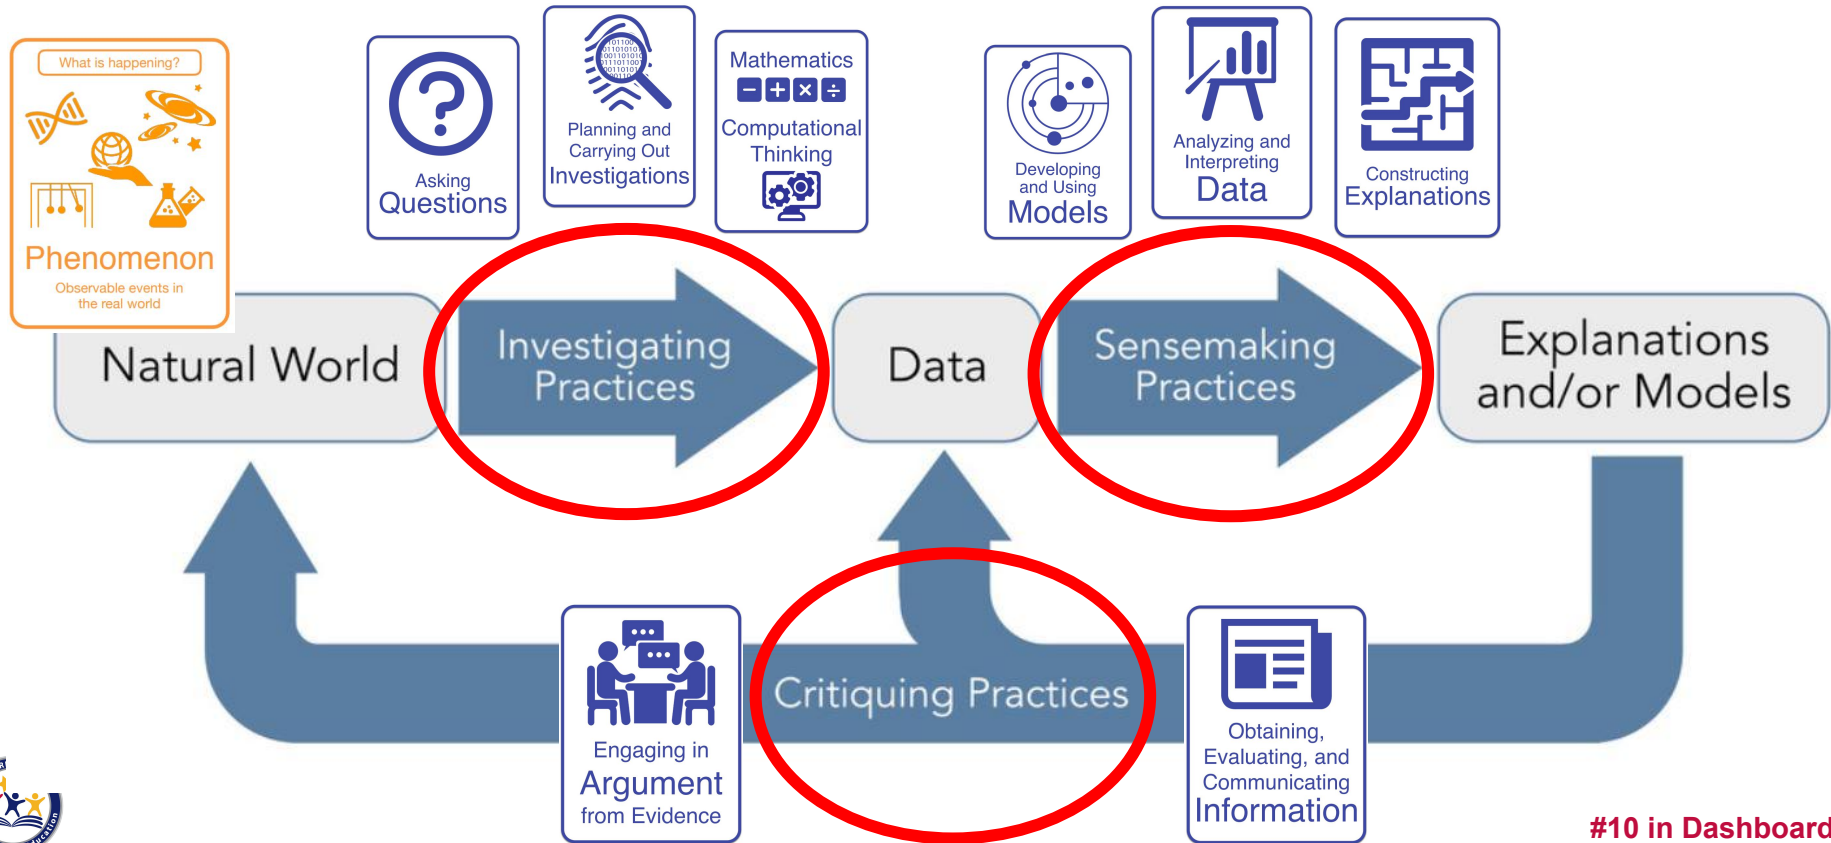 What is happening?
Phenomenon
Observable events in
the real world
Asking
Questions
Planning and
Carrying Out
Investigations
Mathematics
Computational
Thinking
Developing
and Using
Models
Analyzing and
Interpreting
Data
Constructing
Explanations
Natural World
Investigating
Practices
Data
Sensemaking
Practices
Explanations
and/or Models
Engaging in
Argument
from Evidence
Critiquing Practices
Obtaining,
Evaluating, and
Communicating
Information
#10 in Dashboard